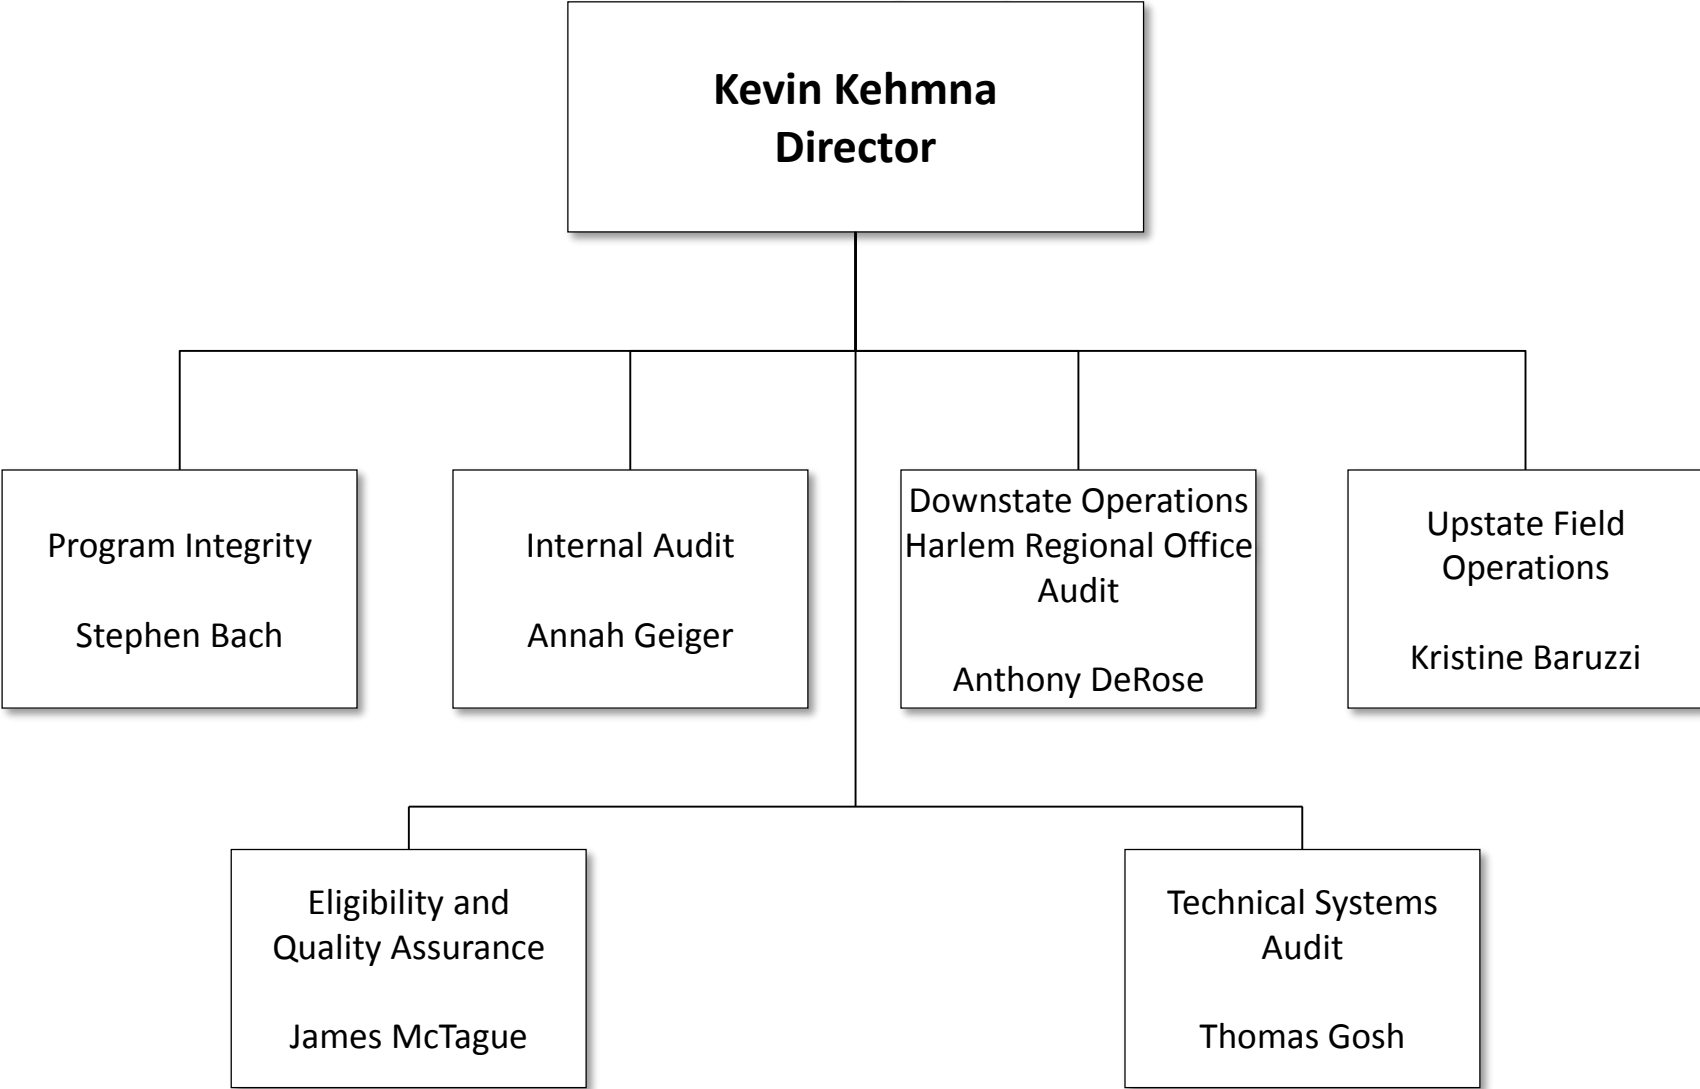 Kevin Kehmna
Director
Program Integrity
Stephen Bach
Internal Audit
Annah Geiger
Downstate Operations
Harlem Regional Office
Audit
Anthony DeRose
Upstate Field
Operations
Kristine Baruzzi
Eligibility and
Quality Assurance
James McTague
Technical Systems
Audit
Thomas Gosh